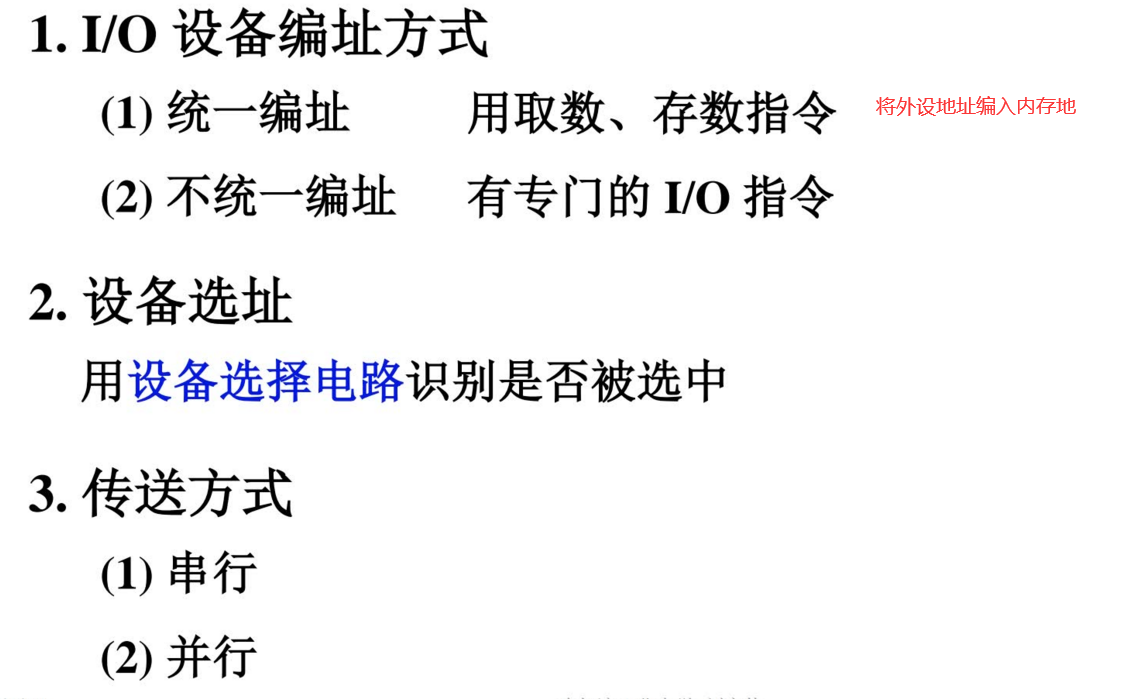 1. I/O 设备编址方式
(1) 统一编址 用取数、存数指令 将外设地址编入内存地
(2) 不统一编址 有专门的 I/O 指令
2. 设备选址
用设备选择电路识别是否被选中
3. 传送方式
(1) 串行
(2) 并行